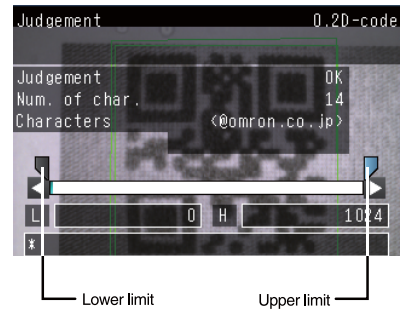 Judgement 0.2D-code
Judgement OK
Num. of char. 14
Characters <@omron.co.jp>
L 0 H 1024
*
Lower limit Upper limit